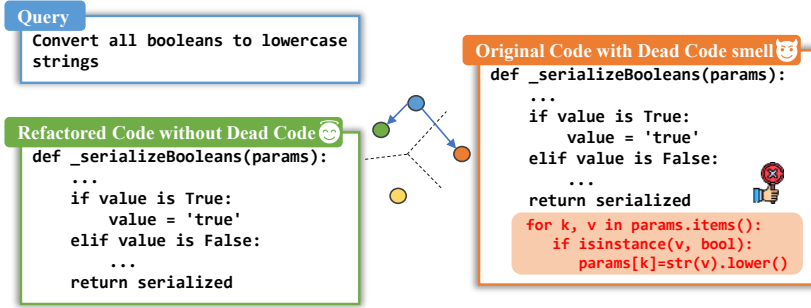 Query
Convert all booleans to lowercase
strings
Refactored Code without Dead Code
def _serializeBooleans(params):
    ...
    if value is True:
        value = 'true'
    elif value is False:
        ...
    return serialized
Original Code with Dead Code smell
def _serializeBooleans(params):
    ...
    if value is True:
        value = 'true'
    elif value is False:
        ...
    return serialized
    for k, v in params.items():
        if isinstance(v, bool):
            params[k]=str(v).lower()